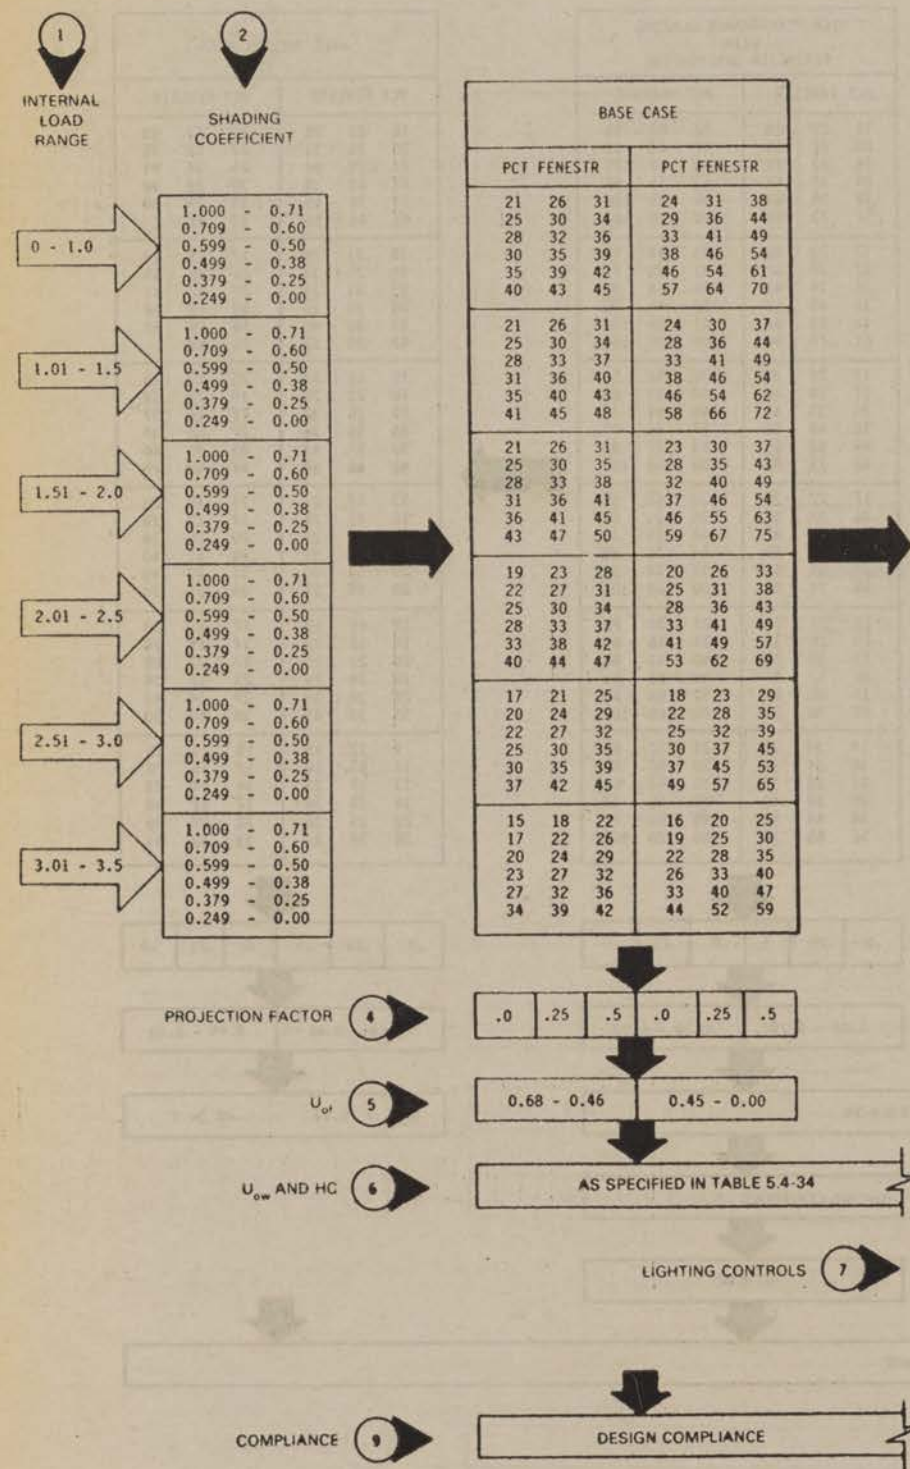 1 2
INTERNAL
LOAD
RANGE
SHADING
COEFFICIENT
BASE CASE
PCT FENESTR PCT FENESTR
0 - 1.0
1.000 - 0.71 21 26 31 24 31 38
0.709 - 0.60 25 30 34 29 36 44
0.599 - 0.50 28 32 36 33 41 49
0.499 - 0.38 30 35 39 38 46 54
0.379 - 0.25 35 39 42 46 54 61
0.249 - 0.00 40 43 45 57 64 70
1.01 - 1.5
1.000 - 0.71 21 26 31 24 30 37
0.709 - 0.60 25 30 34 28 36 44
0.599 - 0.50 28 33 37 33 41 49
0.499 - 0.38 31 36 40 38 46 54
0.379 - 0.25 35 40 43 46 54 62
0.249 - 0.00 41 45 48 58 66 72
1.51 - 2.0
1.000 - 0.71 21 26 31 23 30 37
0.709 - 0.60 25 30 35 28 35 43
0.599 - 0.50 28 33 38 32 40 49
0.499 - 0.38 31 36 41 37 46 54
0.379 - 0.25 36 41 45 46 55 63
0.249 - 0.00 43 47 50 59 67 75
2.01 - 2.5
1.000 - 0.71 19 23 28 20 26 33
0.709 - 0.60 22 27 31 25 31 38
0.599 - 0.50 25 30 34 28 36 43
0.499 - 0.38 28 33 37 33 41 49
0.379 - 0.25 33 38 42 41 49 57
0.249 - 0.00 40 44 47 53 62 69
2.51 - 3.0
1.000 - 0.71 17 21 25 18 23 29
0.709 - 0.60 20 24 29 22 28 35
0.599 - 0.50 22 27 32 25 32 39
0.499 - 0.38 25 30 35 30 37 45
0.379 - 0.25 30 35 39 37 45 53
0.249 - 0.00 37 42 45 49 57 65
3.01 - 3.5
1.000 - 0.71 15 18 22 16 20 25
0.709 - 0.60 17 22 26 19 25 30
0.599 - 0.50 20 24 29 22 28 35
0.499 - 0.38 23 27 32 26 33 40
0.379 - 0.25 27 32 36 33 40 47
0.249 - 0.00 34 39 42 44 52 59
PROJECTION FACTOR 4 .0 .25 .5 .0 .25 .5
Uof 5 0.68 - 0.46 0.45 - 0.00
Uow AND HC 6 AS SPECIFIED IN TABLE 5.4-34
LIGHTING CONTROLS 7
COMPLIANCE 9 DESIGN COMPLIANCE